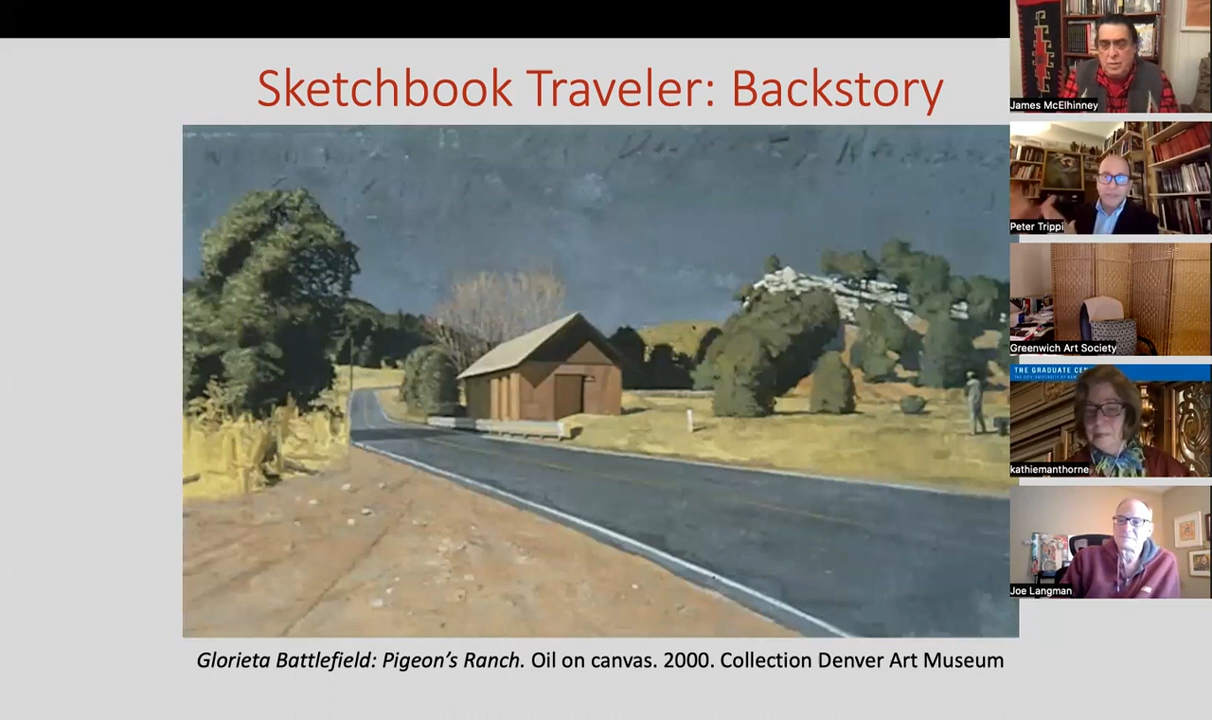 Sketchbook Traveler: Backstory
Glorieta Battlefield: Pigeon's Ranch. Oil on canvas. 2000. Collection Denver Art Museum
James McElhinney
Peter Trippi
Greenwich Art Society
THE GRADUATE CEN
kathiemanthorne
Joe Langman